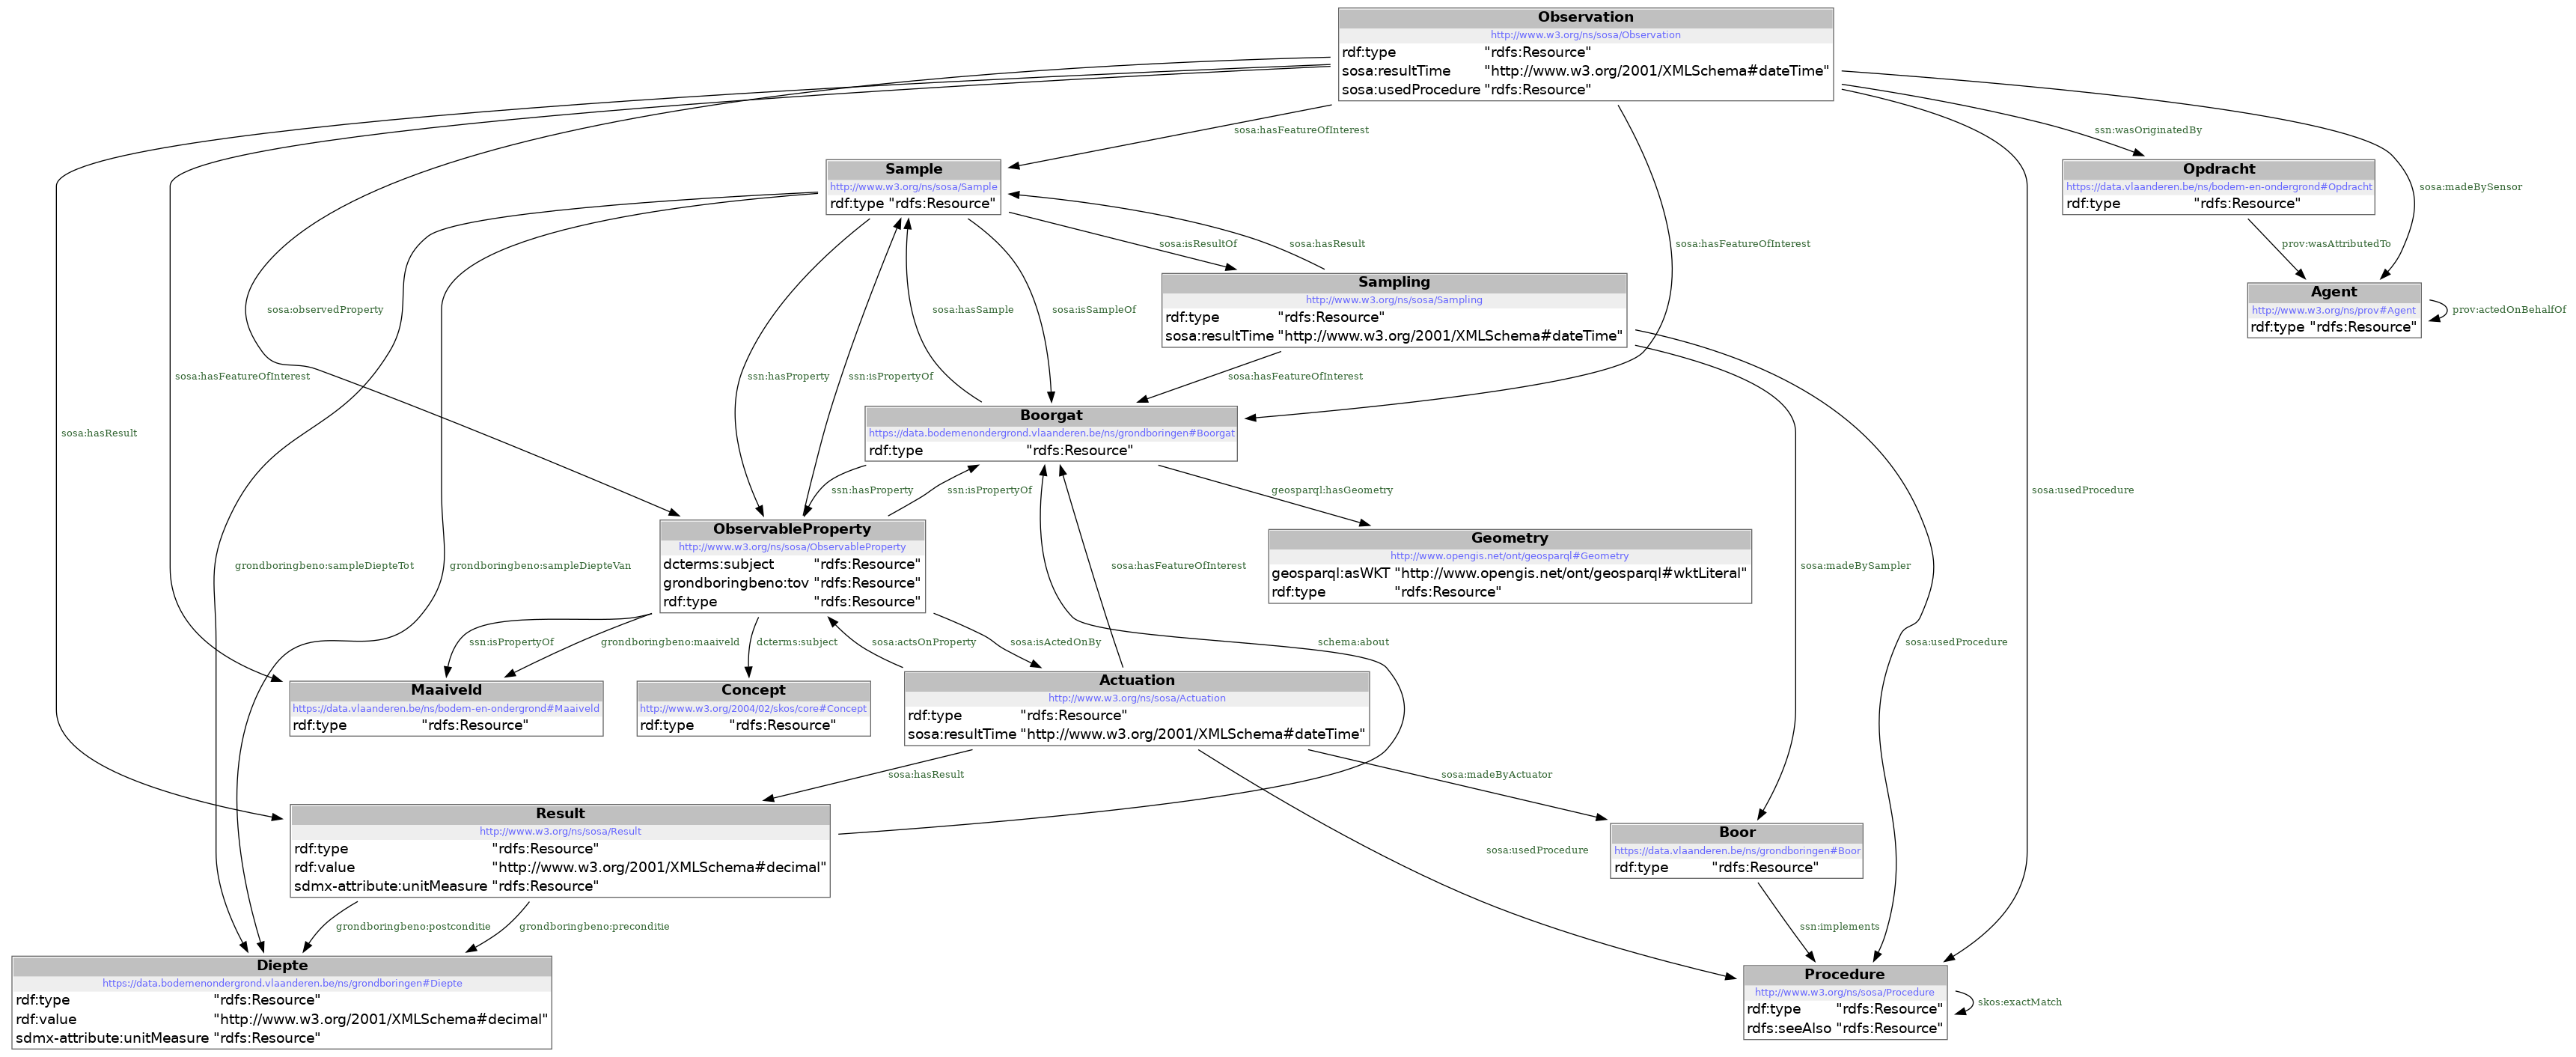 Observation
http://www.w3.org/ns/sosa/Observation
rdf:type "rdfs:Resource"
sosa:resultTime "http://www.w3.org/2001/XMLSchema#dateTime"
sosa:usedProcedure "rdfs:Resource"
sosa:hasFeatureOfInterest
ssn:wasOriginatedBy
Sample
http://www.w3.org/ns/sosa/Sample
rdf:type "rdfs:Resource"
Opdracht
https://data.vlaanderen.be/ns/bodem-en-ondergrond#Opdracht
rdf:type "rdfs:Resource"
sosa:madeBySensor
sosa:isResultOf
sosa:hasResult
sosa:hasFeatureOfInterest
prov:wasAttributedTo
Sampling
http://www.w3.org/ns/sosa/Sampling
rdf:type "rdfs:Resource"
sosa:resultTime "http://www.w3.org/2001/XMLSchema#dateTime"
Agent
http://www.w3.org/ns/prov#Agent
rdf:type "rdfs:Resource"
prov:actedOnBehalfOf
sosa:observedProperty
sosa:hasSample
sosa:isSampleOf
sosa:hasFeatureOfInterest
ssn:hasProperty
ssn:isPropertyOf
sosa:hasFeatureOfInterest
Boorgat
https://data.bodemenondergrond.vlaanderen.be/ns/grondboringen#Boorgat
rdf:type "rdfs:Resource"
sosa:hasResult
ssn:hasProperty
ssn:isPropertyOf
geosparql:hasGeometry
sosa:usedProcedure
ObservableProperty
http://www.w3.org/ns/sosa/ObservableProperty
dcterms:subject "rdfs:Resource"
grondboringbeno:tov "rdfs:Resource"
rdf:type "rdfs:Resource"
Geometry
http://www.opengis.net/ont/geosparql#Geometry
geosparql:asWKT "http://www.opengis.net/ont/geosparql#wktLiteral"
rdf:type "rdfs:Resource"
grondboringbeno:sampleDiepteTot
grondboringbeno:sampleDiepteVan
sosa:hasFeatureOfInterest
sosa:madeBySampler
ssn:isPropertyOf
grondboringbeno:maaiveld
dcterms:subject
sosa:actsOnProperty
sosa:isActedOnBy
schema:about
sosa:usedProcedure
Maaiveld
https://data.vlaanderen.be/ns/bodem-en-ondergrond#Maaiveld
rdf:type "rdfs:Resource"
Concept
http://www.w3.org/2004/02/skos/core#Concept
rdf:type "rdfs:Resource"
Actuation
http://www.w3.org/ns/sosa/Actuation
rdf:type "rdfs:Resource"
sosa:resultTime "http://www.w3.org/2001/XMLSchema#dateTime"
sosa:hasResult
sosa:madeByActuator
Result
http://www.w3.org/ns/sosa/Result
rdf:type "rdfs:Resource"
rdf:value "http://www.w3.org/2001/XMLSchema#decimal"
sdmx-attribute:unitMeasure "rdfs:Resource"
sosa:usedProcedure
Boor
https://data.vlaanderen.be/ns/grondboringen#Boor
rdf:type "rdfs:Resource"
grondboringbeno:postconditie
grondboringbeno:preconditie
ssn:implements
Diepte
https://data.bodemenondergrond.vlaanderen.be/ns/grondboringen#Diepte
rdf:type "rdfs:Resource"
rdf:value "http://www.w3.org/2001/XMLSchema#decimal"
sdmx-attribute:unitMeasure "rdfs:Resource"
Procedure
http://www.w3.org/ns/sosa/Procedure
rdf:type "rdfs:Resource"
rdfs:seeAlso "rdfs:Resource"
skos:exactMatch